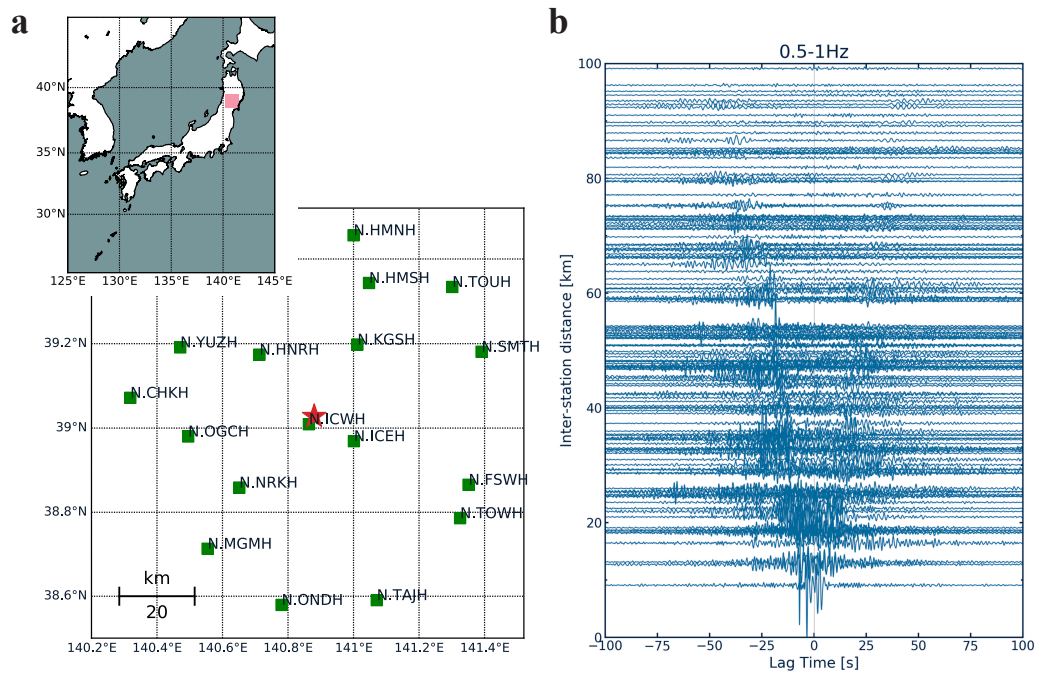 a
40°N
35°N
30°N
125°E 130°E 135°E 140°E 145°E
N.HMNH
N.HMSH
N.TOUH
N.YUZH
N.HNRH
N.KGSH
N.SMTH
N.CHKH
N.ICWH
N.OGCH
N.ICEH
N.NRKH
N.FSWH
N.TOWH
N.MGMH
N.ONDH
N.TAJH
km
20
39.2°N
39°N
38.8°N
38.6°N
140.2°E 140.4°E 140.6°E 140.8°E 141°E 141.2°E 141.4°E
b
0.5-1Hz
Inter-station distance [km]
100
80
60
40
20
0
−100 −75 −50 −25 0 25 50 75 100
Lag Time [s]